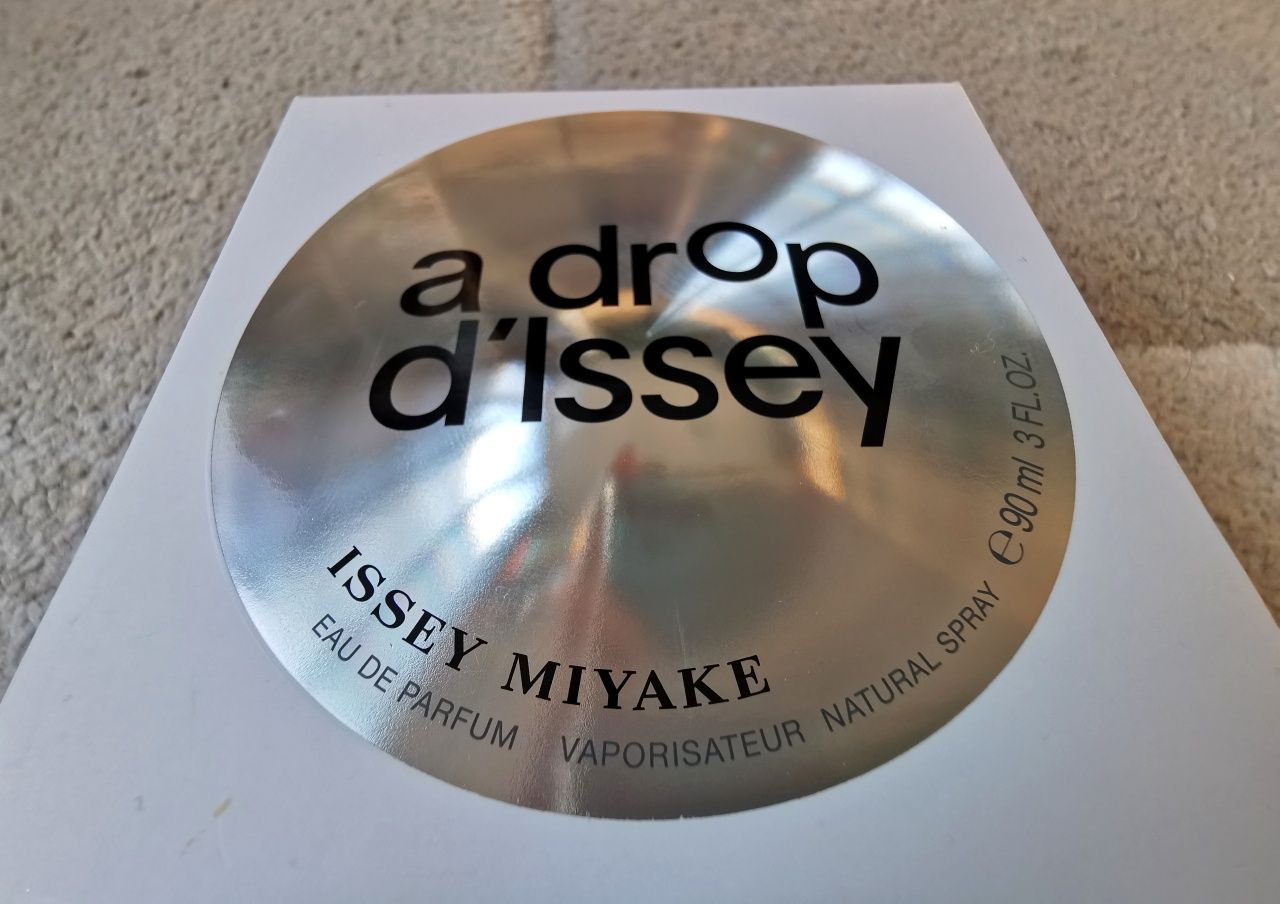 a drop
d'Issey
ISSEY MIYAKE
EAU DE PARFUM VAPORISATEUR NATURAL SPRAY ℮ 90 ml 3 FL.OZ.